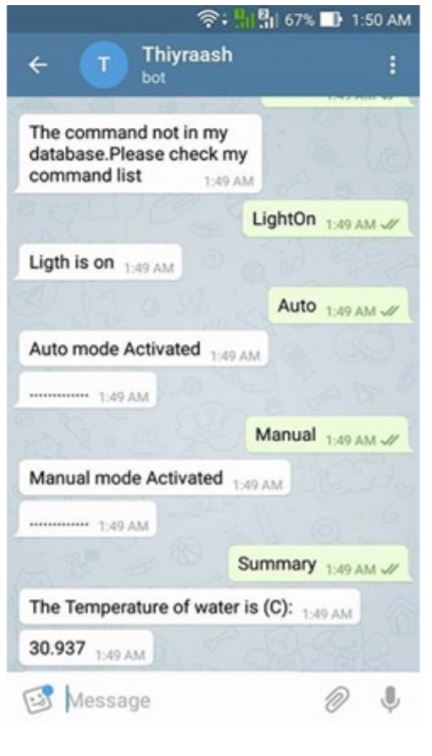 67% 1:50 AM
T
Thiyraash
bot
The command not in my
database.Please check my
command list 1:49 AM
LightOn 1:49 AM
Ligth is on 1:49 AM
Auto 1:49 AM
Auto mode Activated 1:49 AM
............. 1:49 AM
Manual 1:49 AM
Manual mode Activated 1:49 AM
............. 1:49 AM
Summary 1:49 AM
The Temperature of water is (C): 1:49 AM
30.937 1:49 AM
Message